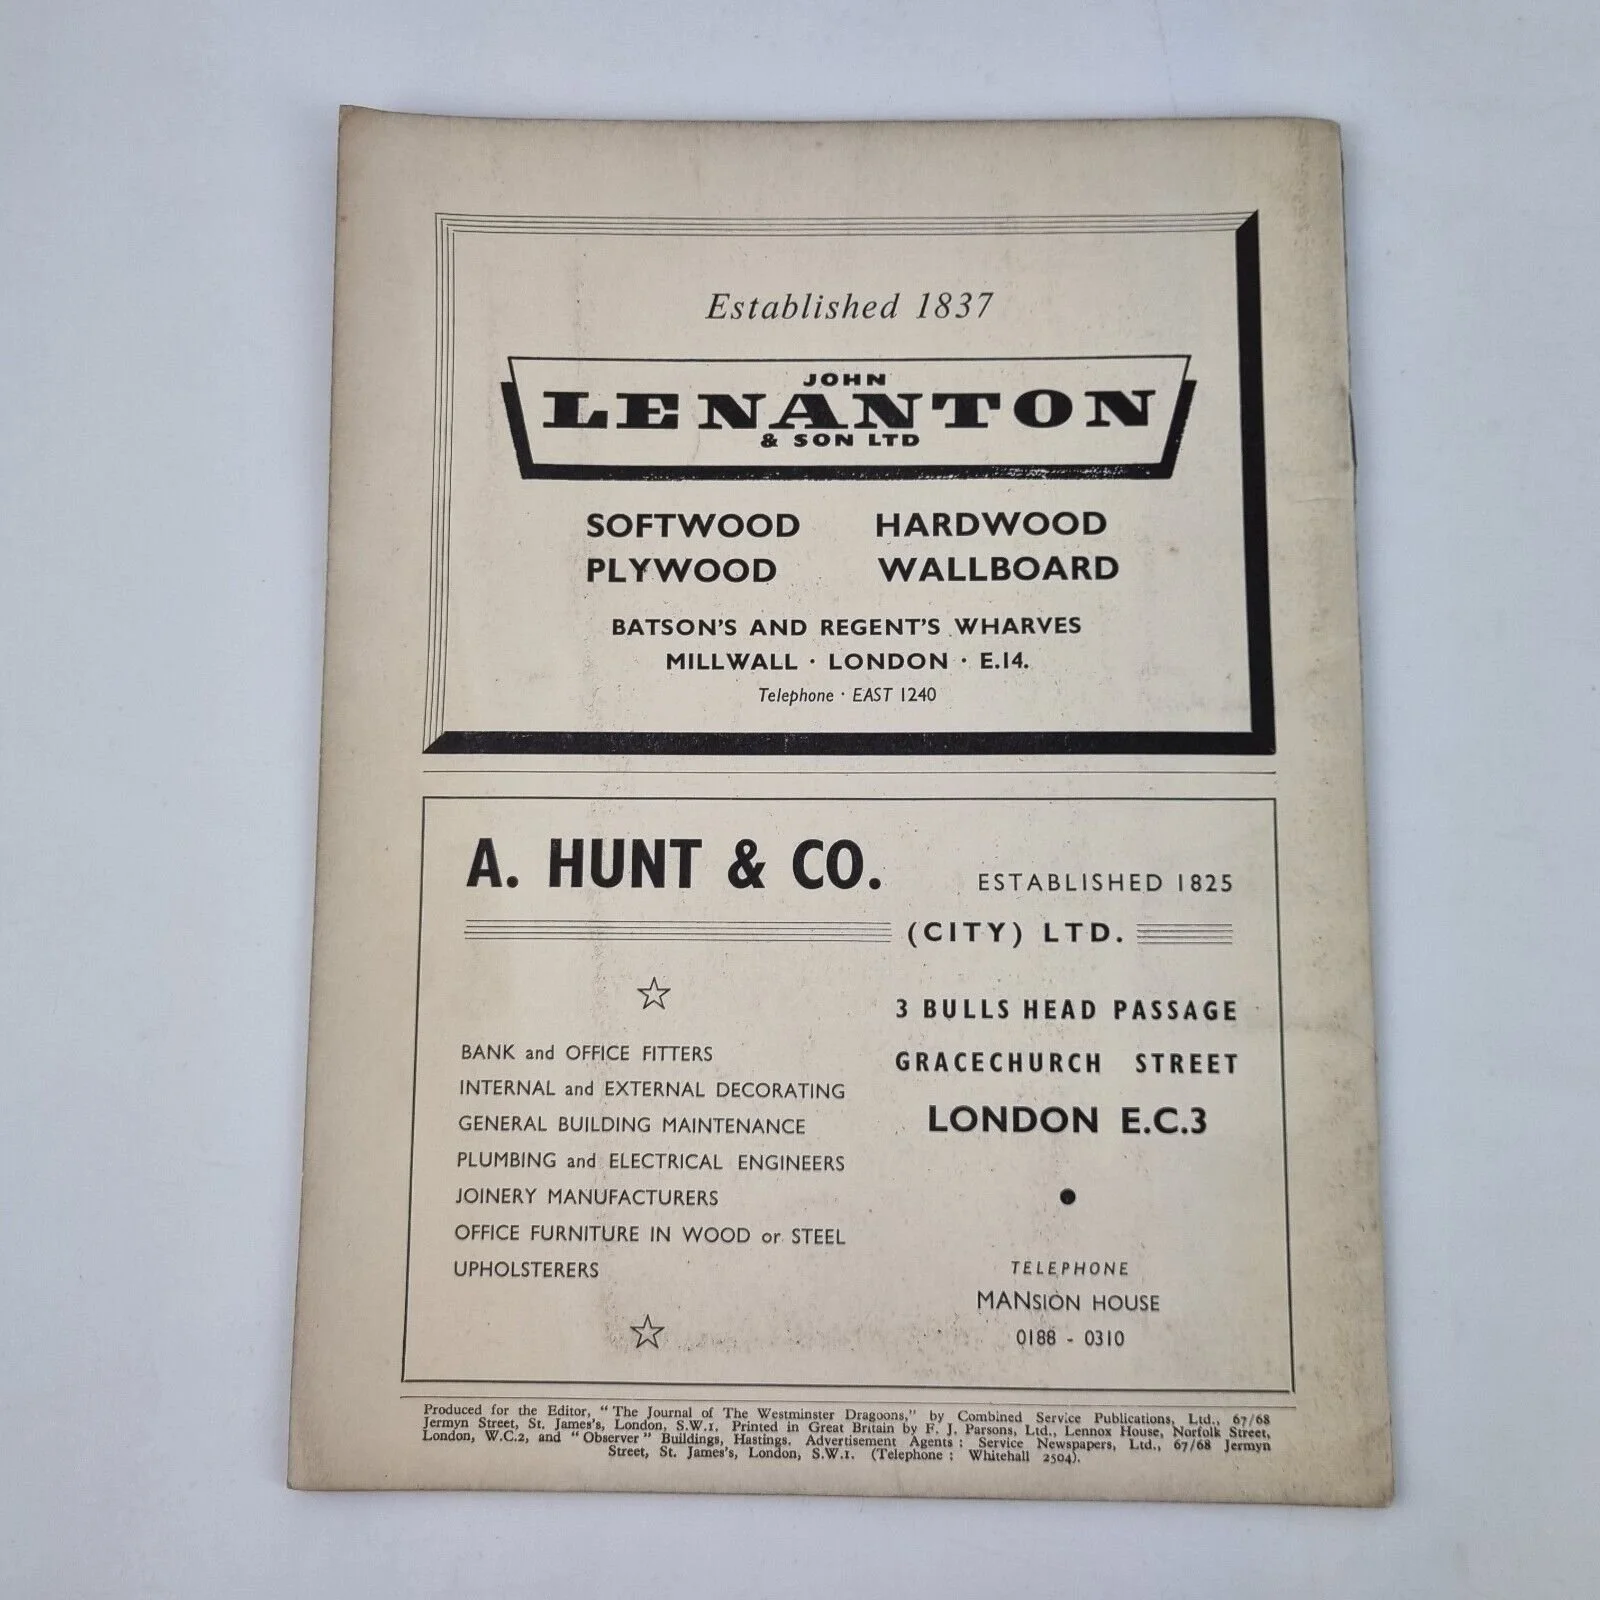 Established 1837
JOHN
LENANTON
& SON LTD
SOFTWOOD HARDWOOD
PLYWOOD WALLBOARD
BATSON'S AND REGENT'S WHARVES
MILLWALL · LONDON · E.14.
Telephone · EAST 1240
A. HUNT & CO.
ESTABLISHED 1825
(CITY) LTD.
☆
BANK and OFFICE FITTERS
INTERNAL and EXTERNAL DECORATING
GENERAL BUILDING MAINTENANCE
PLUMBING and ELECTRICAL ENGINEERS
JOINERY MANUFACTURERS
OFFICE FURNITURE IN WOOD or STEEL
UPHOLSTERERS
☆
3 BULLS HEAD PASSAGE
GRACECHURCH STREET
LONDON E.C.3
●
TELEPHONE
MANSION HOUSE
0188 - 0310
Produced for the Editor, "The Journal of The Westminster Dragoons," by Combined Service Publications, Ltd., 67/68
Jermyn Street, St. James's, London, S.W.1. Printed in Great Britain by F. J. Parsons, Ltd., Lennox House, Norfolk Street,
London, W.C.2, and "Observer" Buildings, Hastings. Advertisement Agents : Service Newspapers, Ltd., 67/68 Jermyn
Street, St. James's, London, S.W.1. (Telephone : Whitehall 2504).